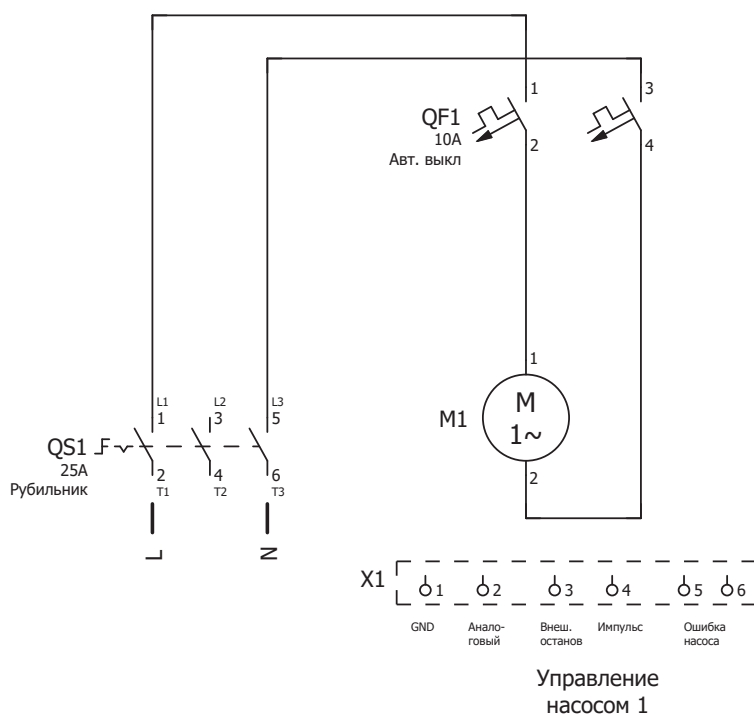 1
3
QF1
10A
Авт. выкл
2
4
1
M1
M
1~
2
L1
L2
L3
1
3
5
QS1
25A
Рубильник
2
4
6
T1
T2
T3
L
N
X1
1
2
3
4
5
6
GND
Анало-
говый
Внеш.
останов
Импульс
Ошибка
насоса
Управление
насосом 1